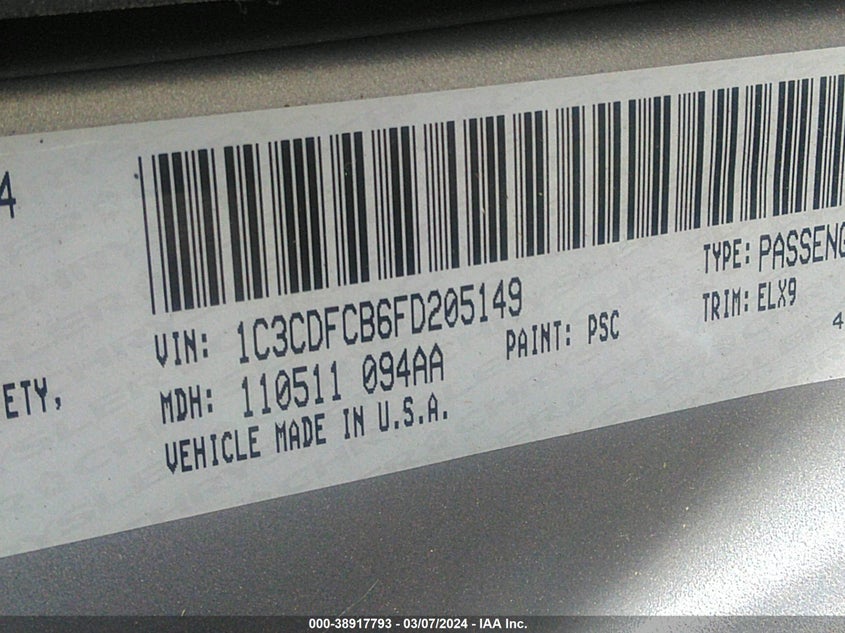 4
TYPE: PASSENG
VIN: 1C3CDFCB6FD205149
TRIM: ELX9
PAINT: PSC
4
ETY,
MDH: 110511 094AA
VEHICLE MADE IN U.S.A.
000-38917793 - 03/07/2024 - IAA Inc.